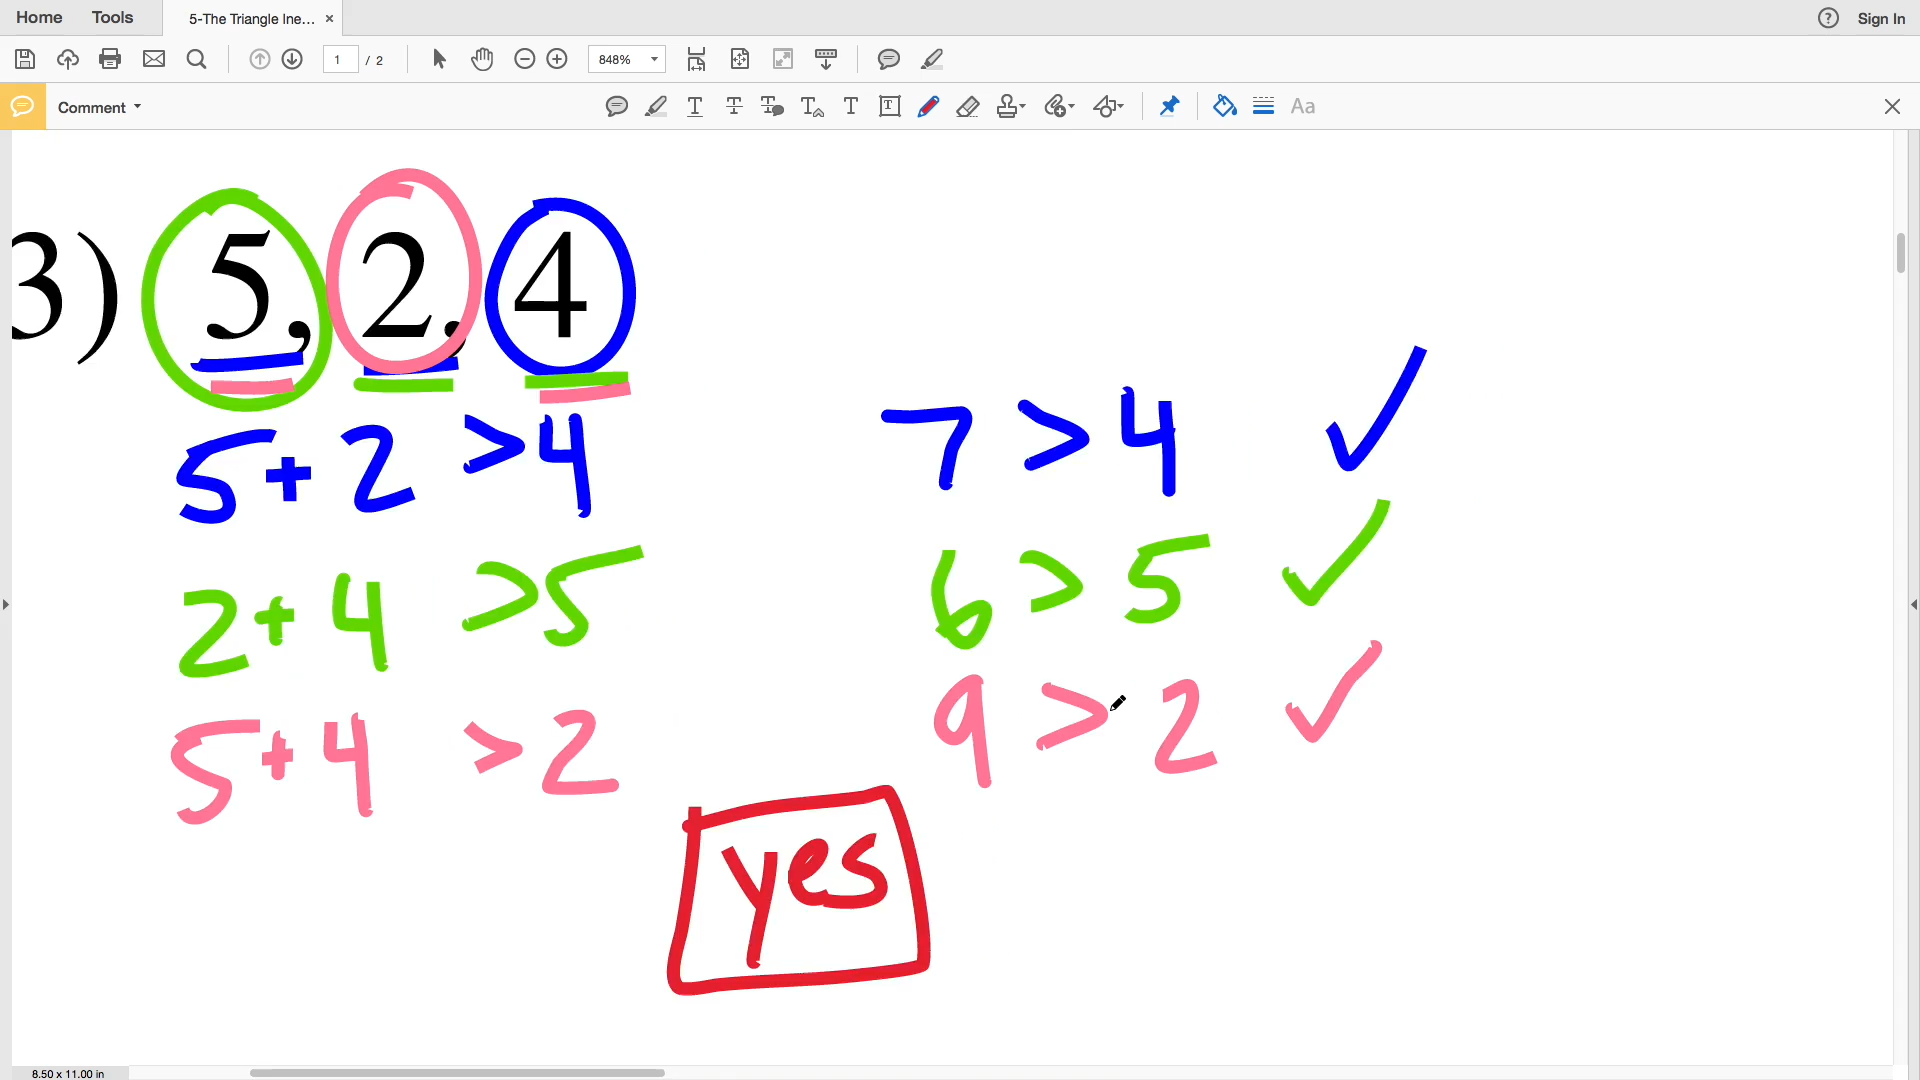 Home Tools 5-The Triangle Ine... × ? Sign In
1 / 2 848%
Comment T T T T T T Aa
3) 5, 2, 4
5+2 >4 7 > 4 ✓
2+4 >5 6 > 5 ✓
5+4 >2 9 > 2 ✓
yes
8.50 x 11.00 in